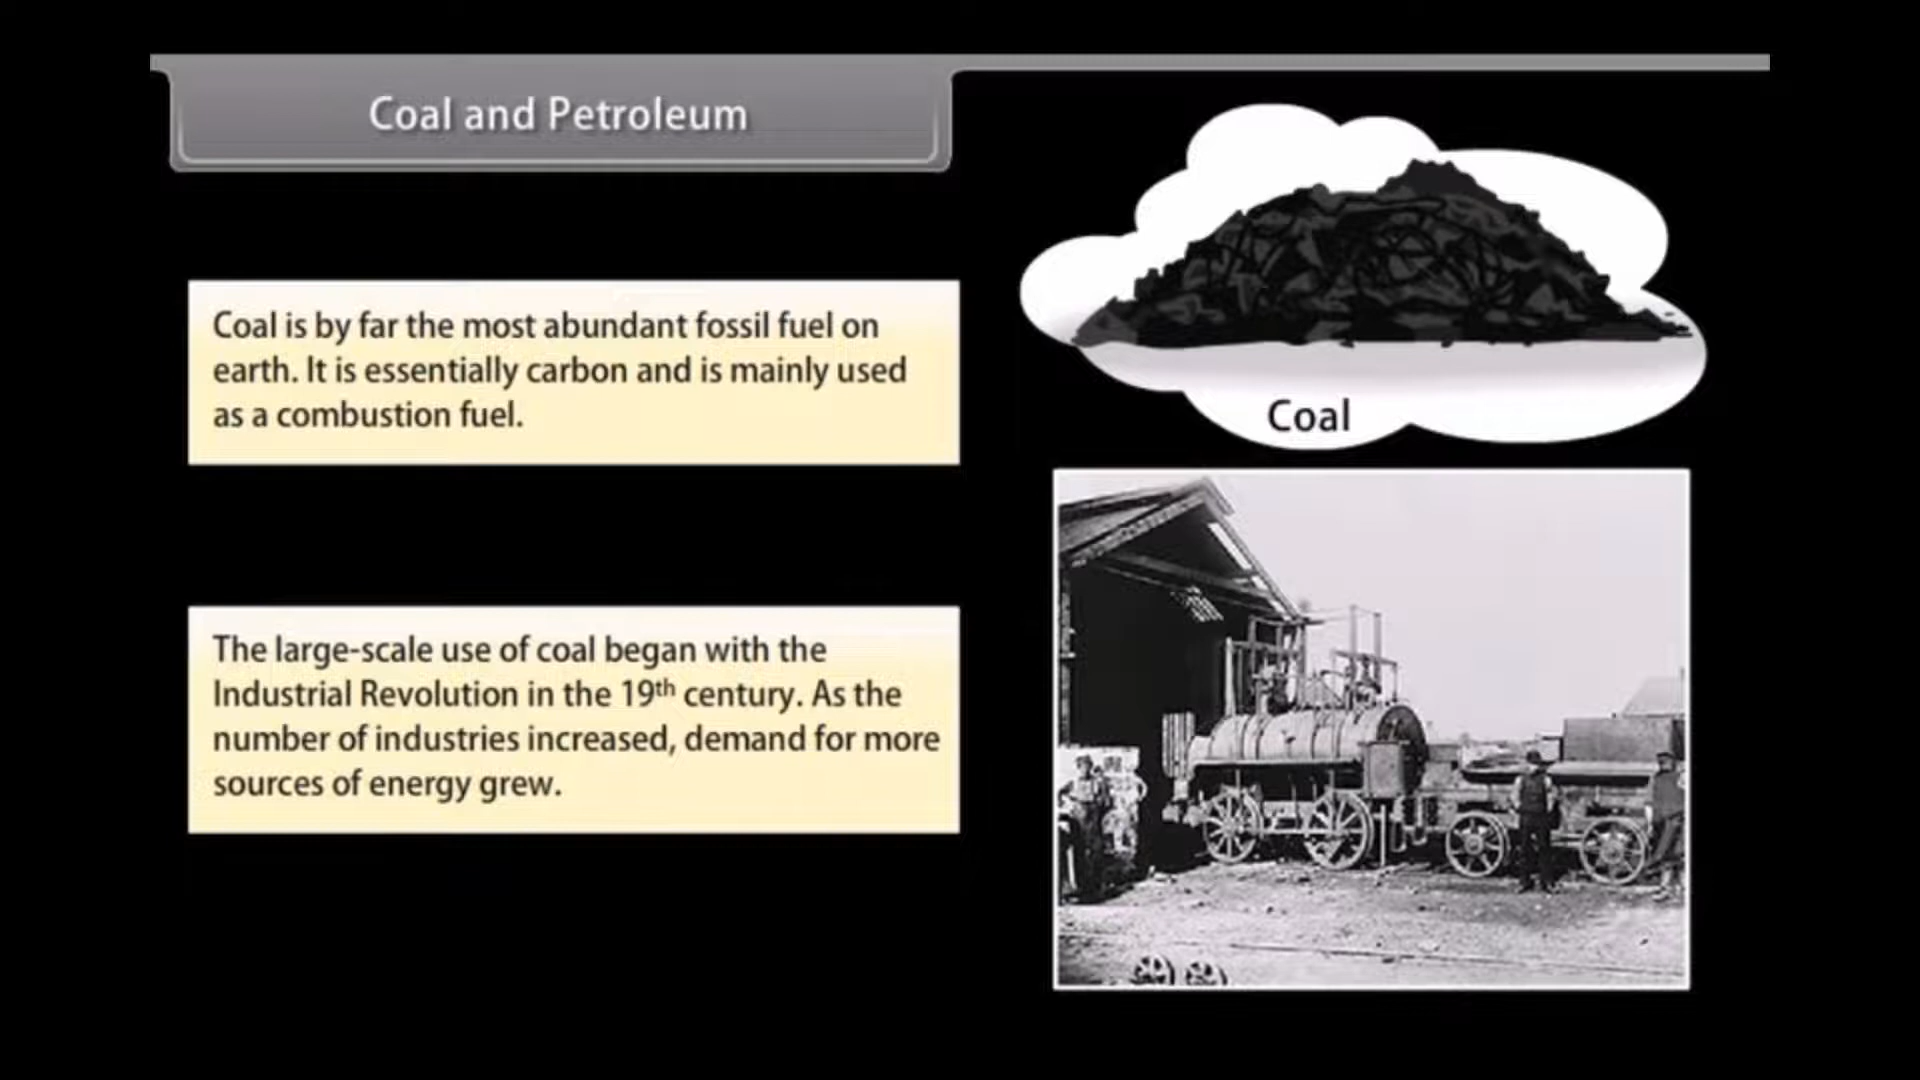 Coal and Petroleum
Coal is by far the most abundant fossil fuel on
earth. It is essentially carbon and is mainly used
as a combustion fuel.
Coal
The large-scale use of coal began with the
Industrial Revolution in the 19th century. As the
number of industries increased, demand for more
sources of energy grew.